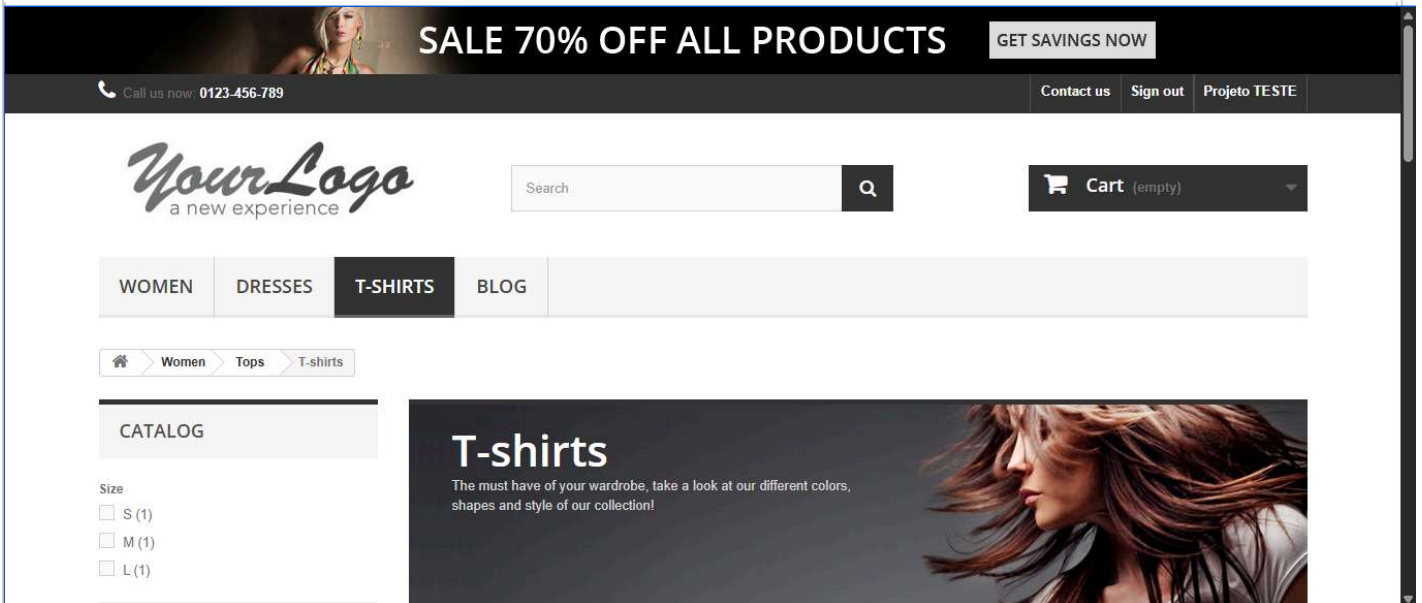 SALE 70% OFF ALL PRODUCTS GET SAVINGS NOW
Call us now: 0123-456-789 Contact us Sign out Projeto TESTE
Your Logo
a new experience
Search
Cart (empty)
WOMEN DRESSES T-SHIRTS BLOG
Women Tops T-shirts
CATALOG
Size
S (1)
M (1)
L (1)
T-shirts
The must have of your wardrobe, take a look at our different colors,
shapes and style of our collection!